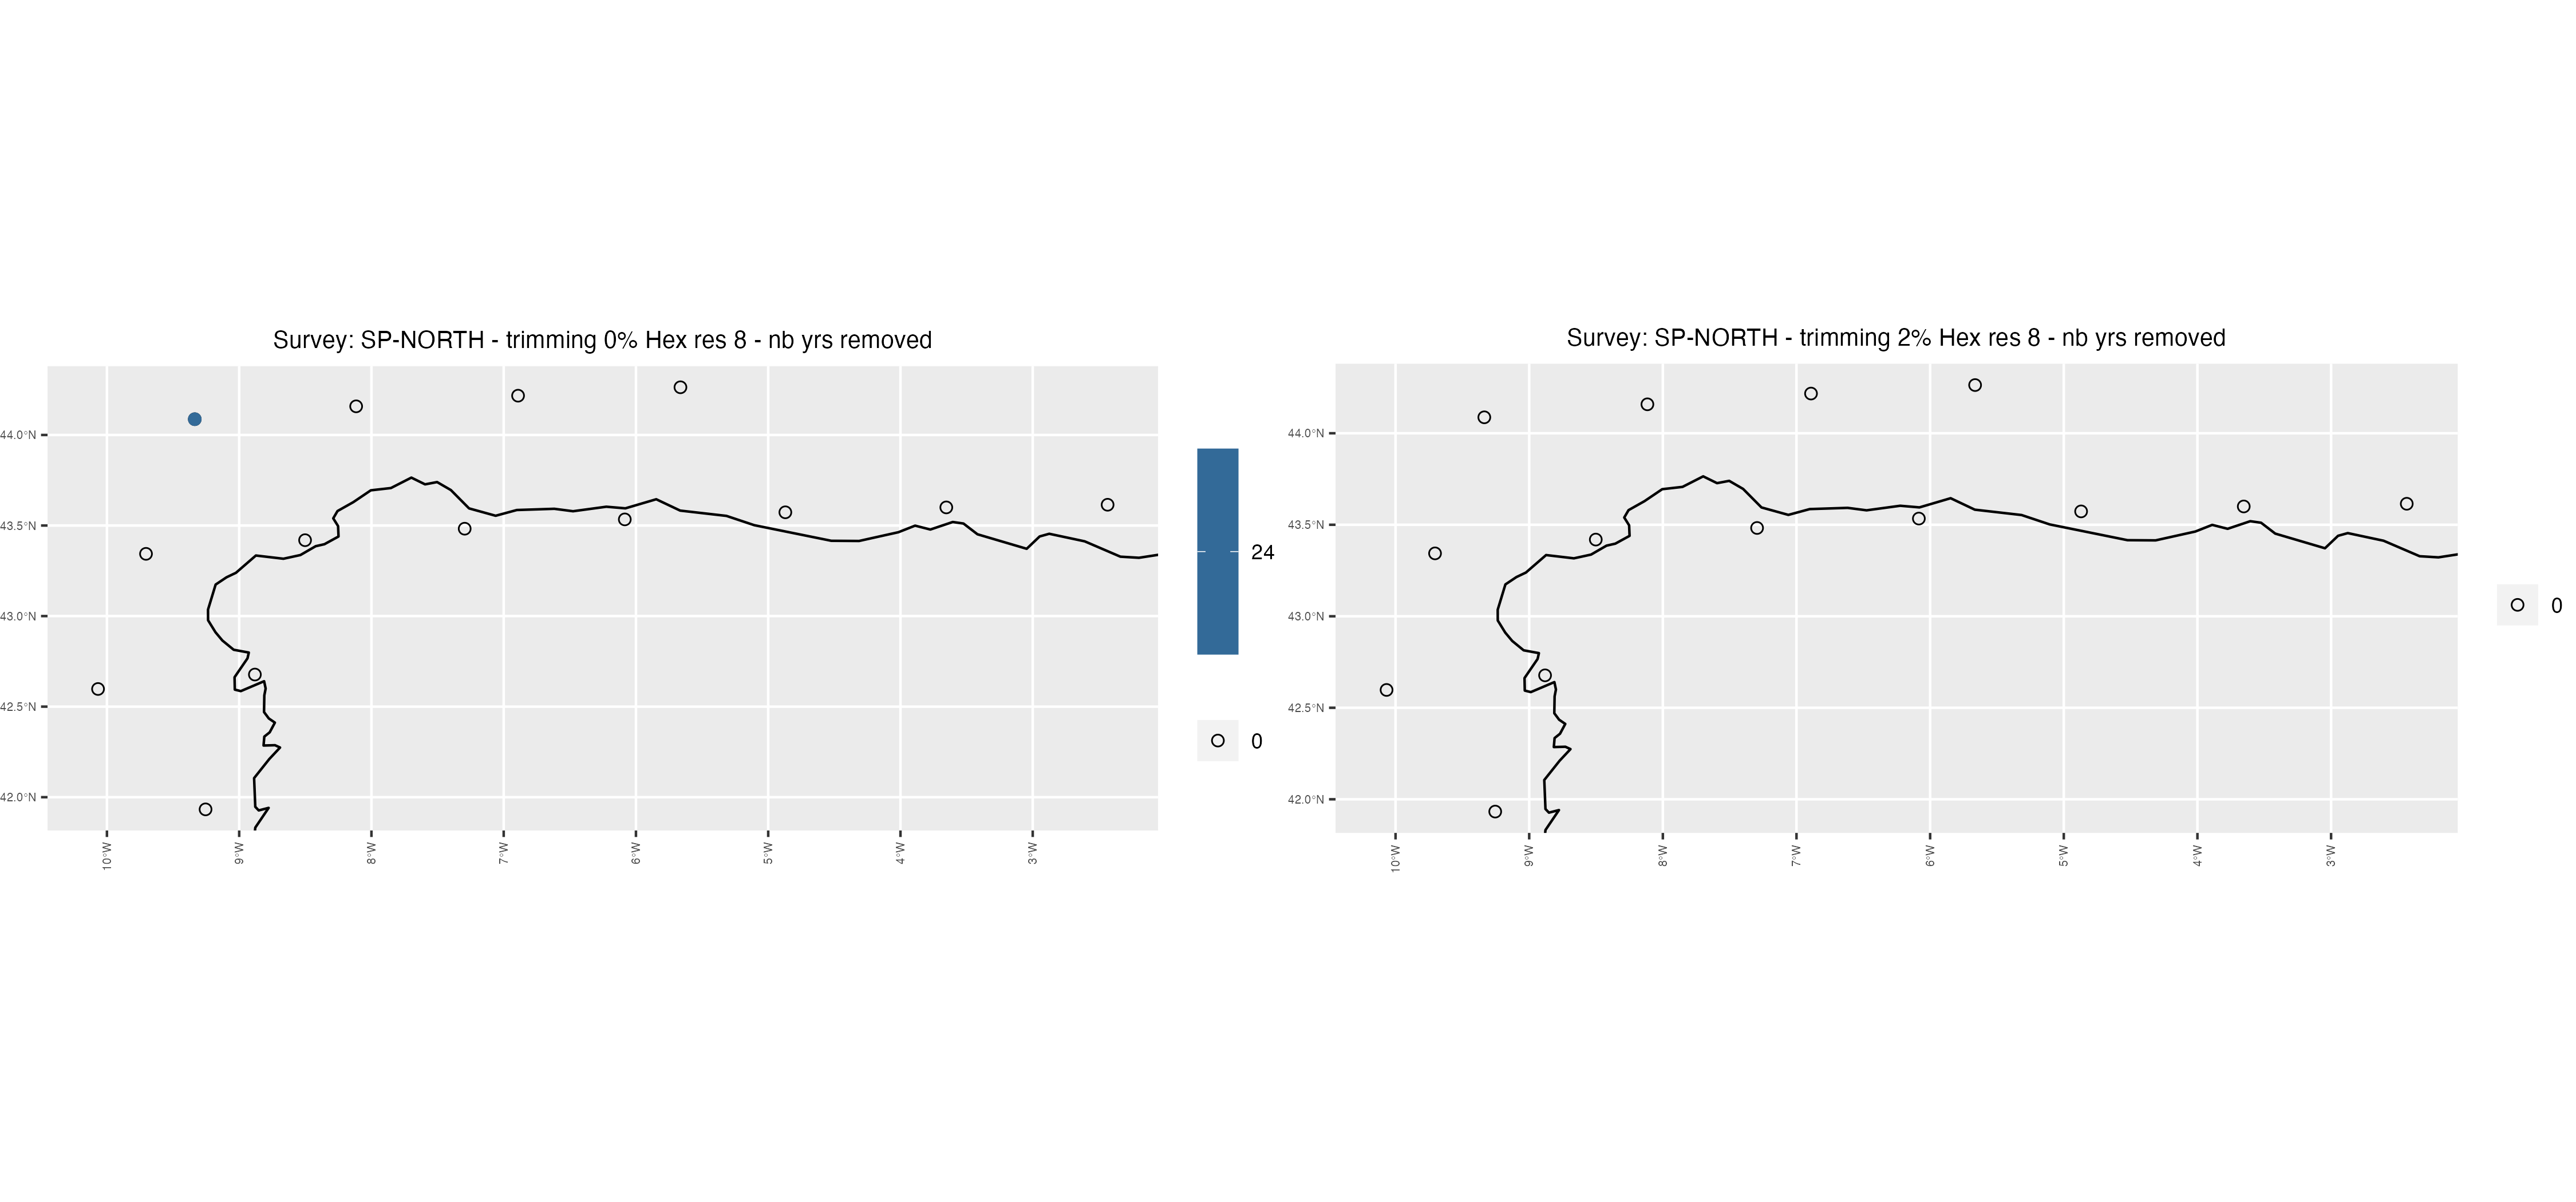 Survey: SP-NORTH - trimming 0% Hex res 8 - nb yrs removed
44.0°N
43.5°N
43.0°N
42.5°N
42.0°N
10°W
9°W
8°W
7°W
6°W
5°W
4°W
3°W
24
0
Survey: SP-NORTH - trimming 2% Hex res 8 - nb yrs removed
44.0°N
43.5°N
43.0°N
42.5°N
42.0°N
10°W
9°W
8°W
7°W
6°W
5°W
4°W
3°W
0